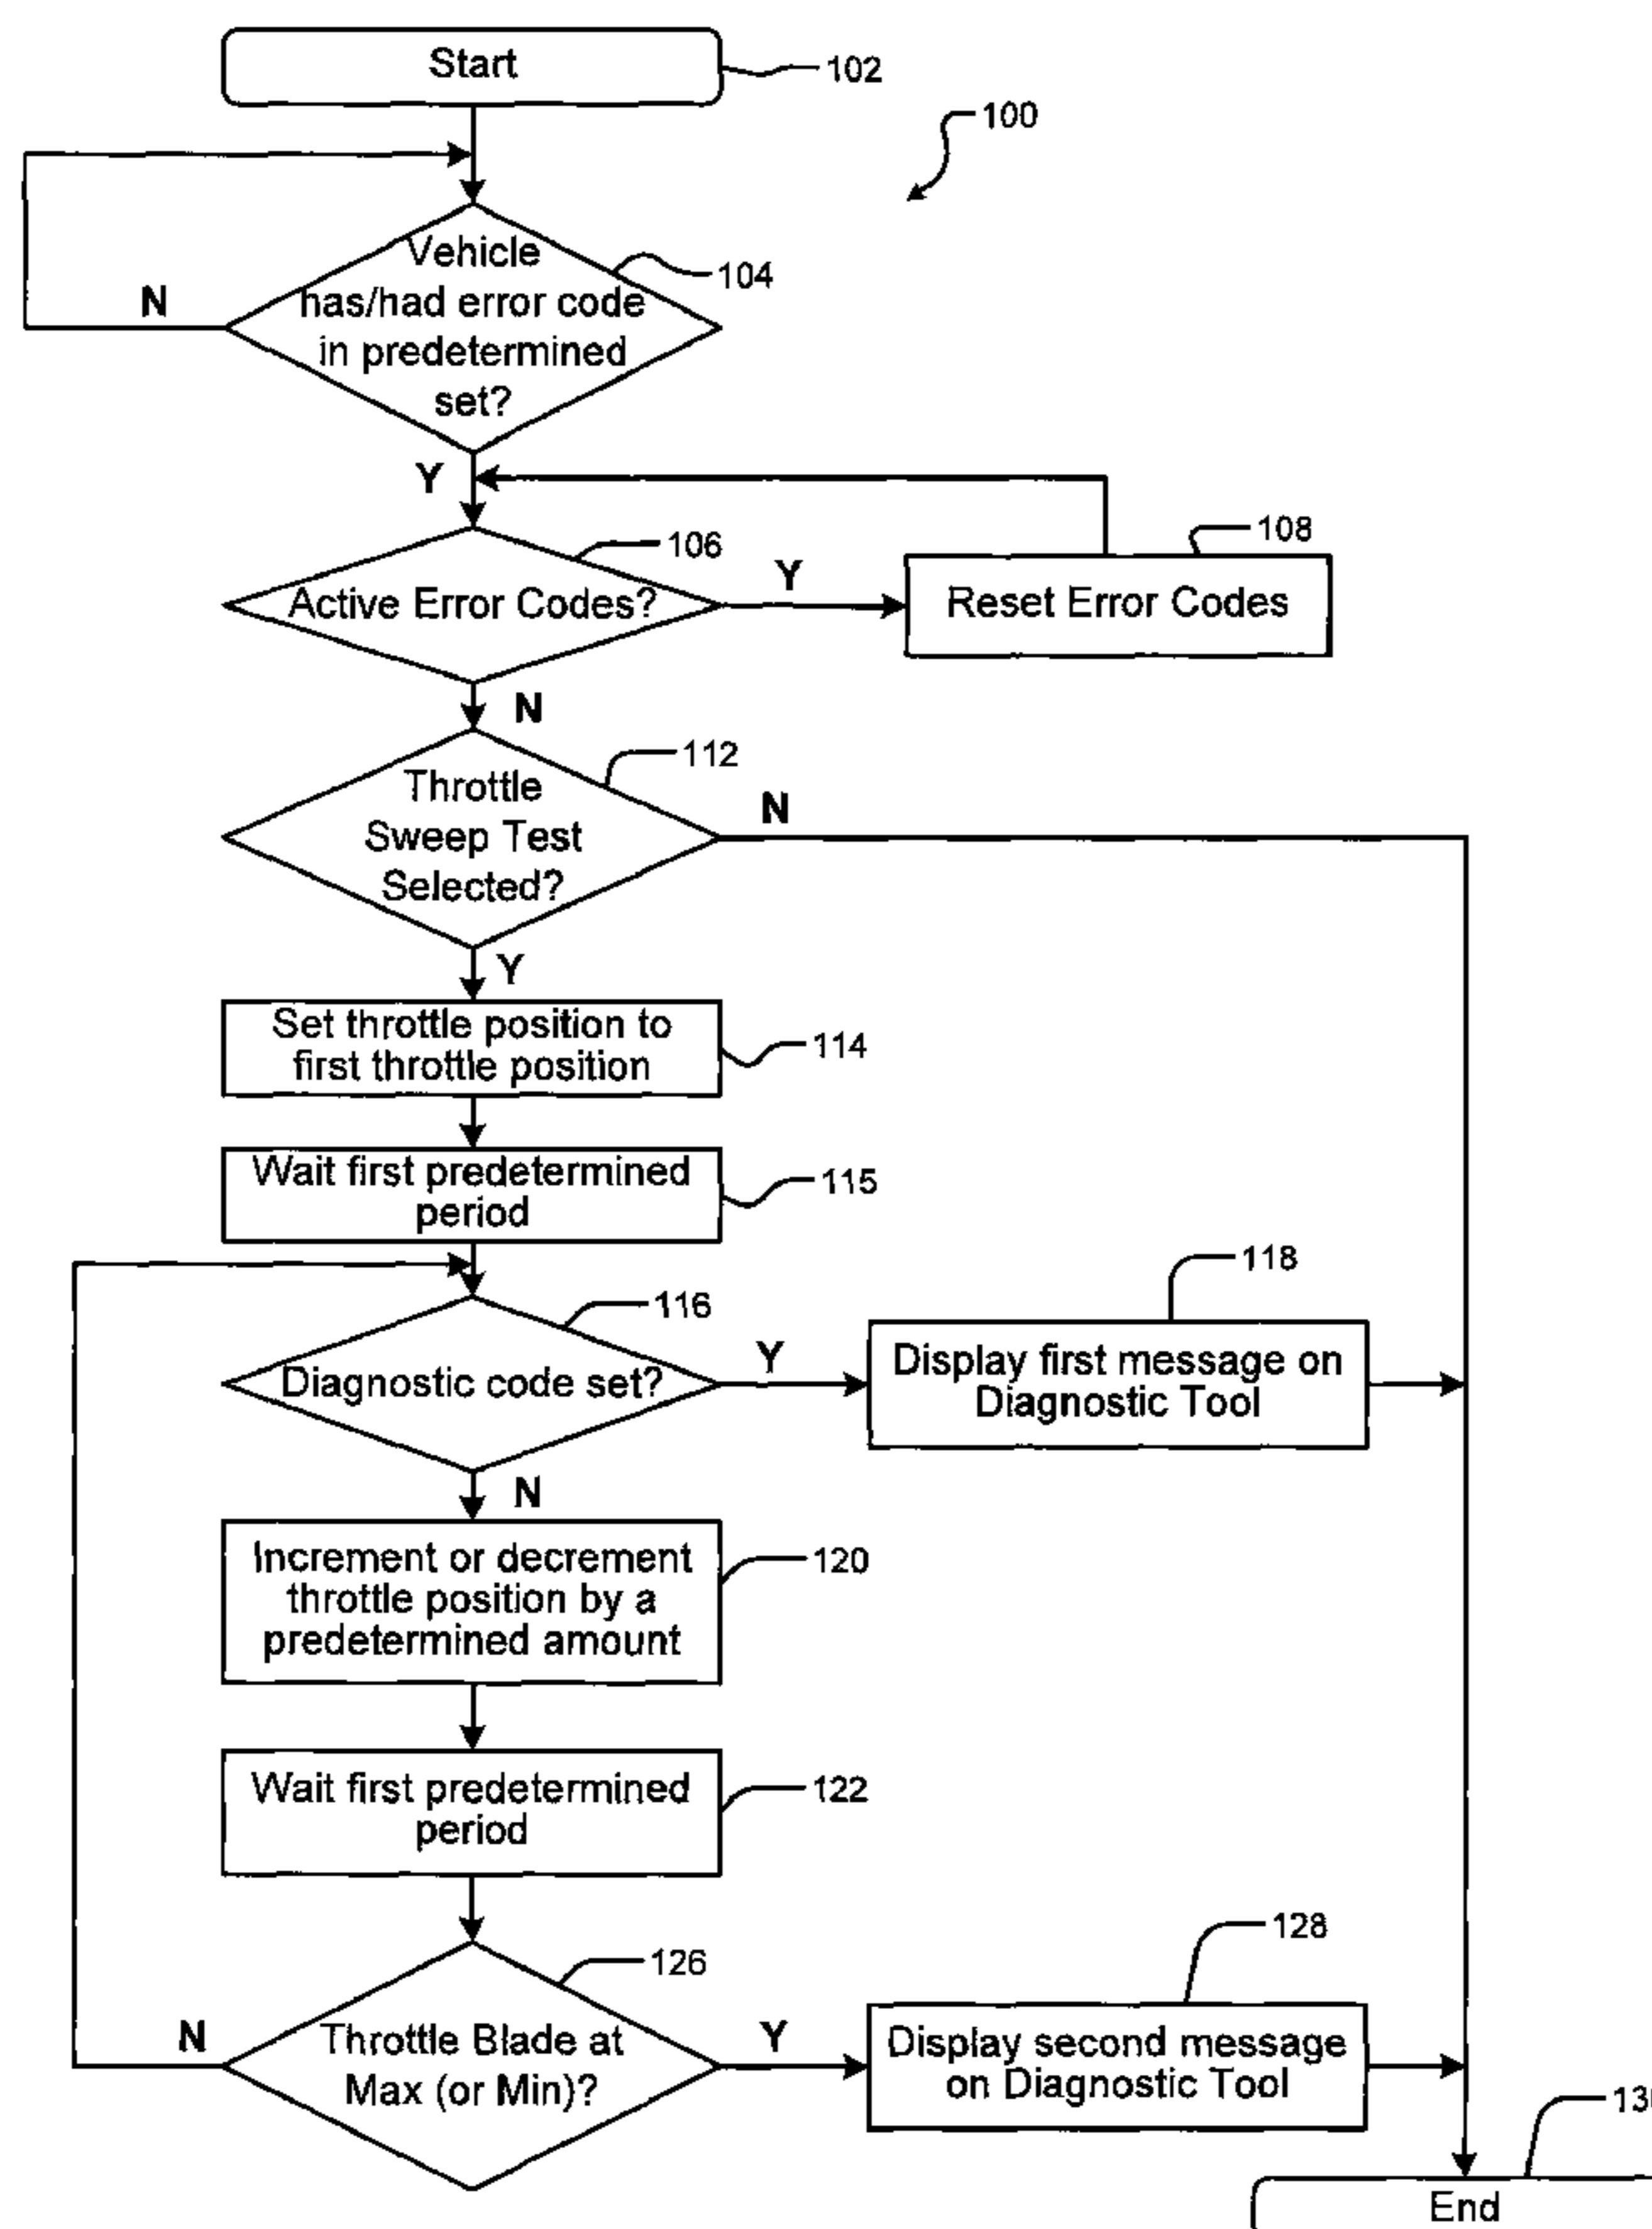 Start
102
100
Vehicle
has/had error code
in predetermined
set?
104
N
Y
106
Active Error Codes?
Y
108
Reset Error Codes
N
112
Throttle
Sweep Test
Selected?
N
Y
Set throttle position to
first throttle position
114
Wait first predetermined
period
115
116
Diagnostic code set?
Y
118
Display first message on
Diagnostic Tool
N
Increment or decrement
throttle position by a
predetermined amount
120
Wait first predetermined
period
122
126
N
Throttle Blade at
Max (or Min)?
Y
128
Display second message
on Diagnostic Tool
End